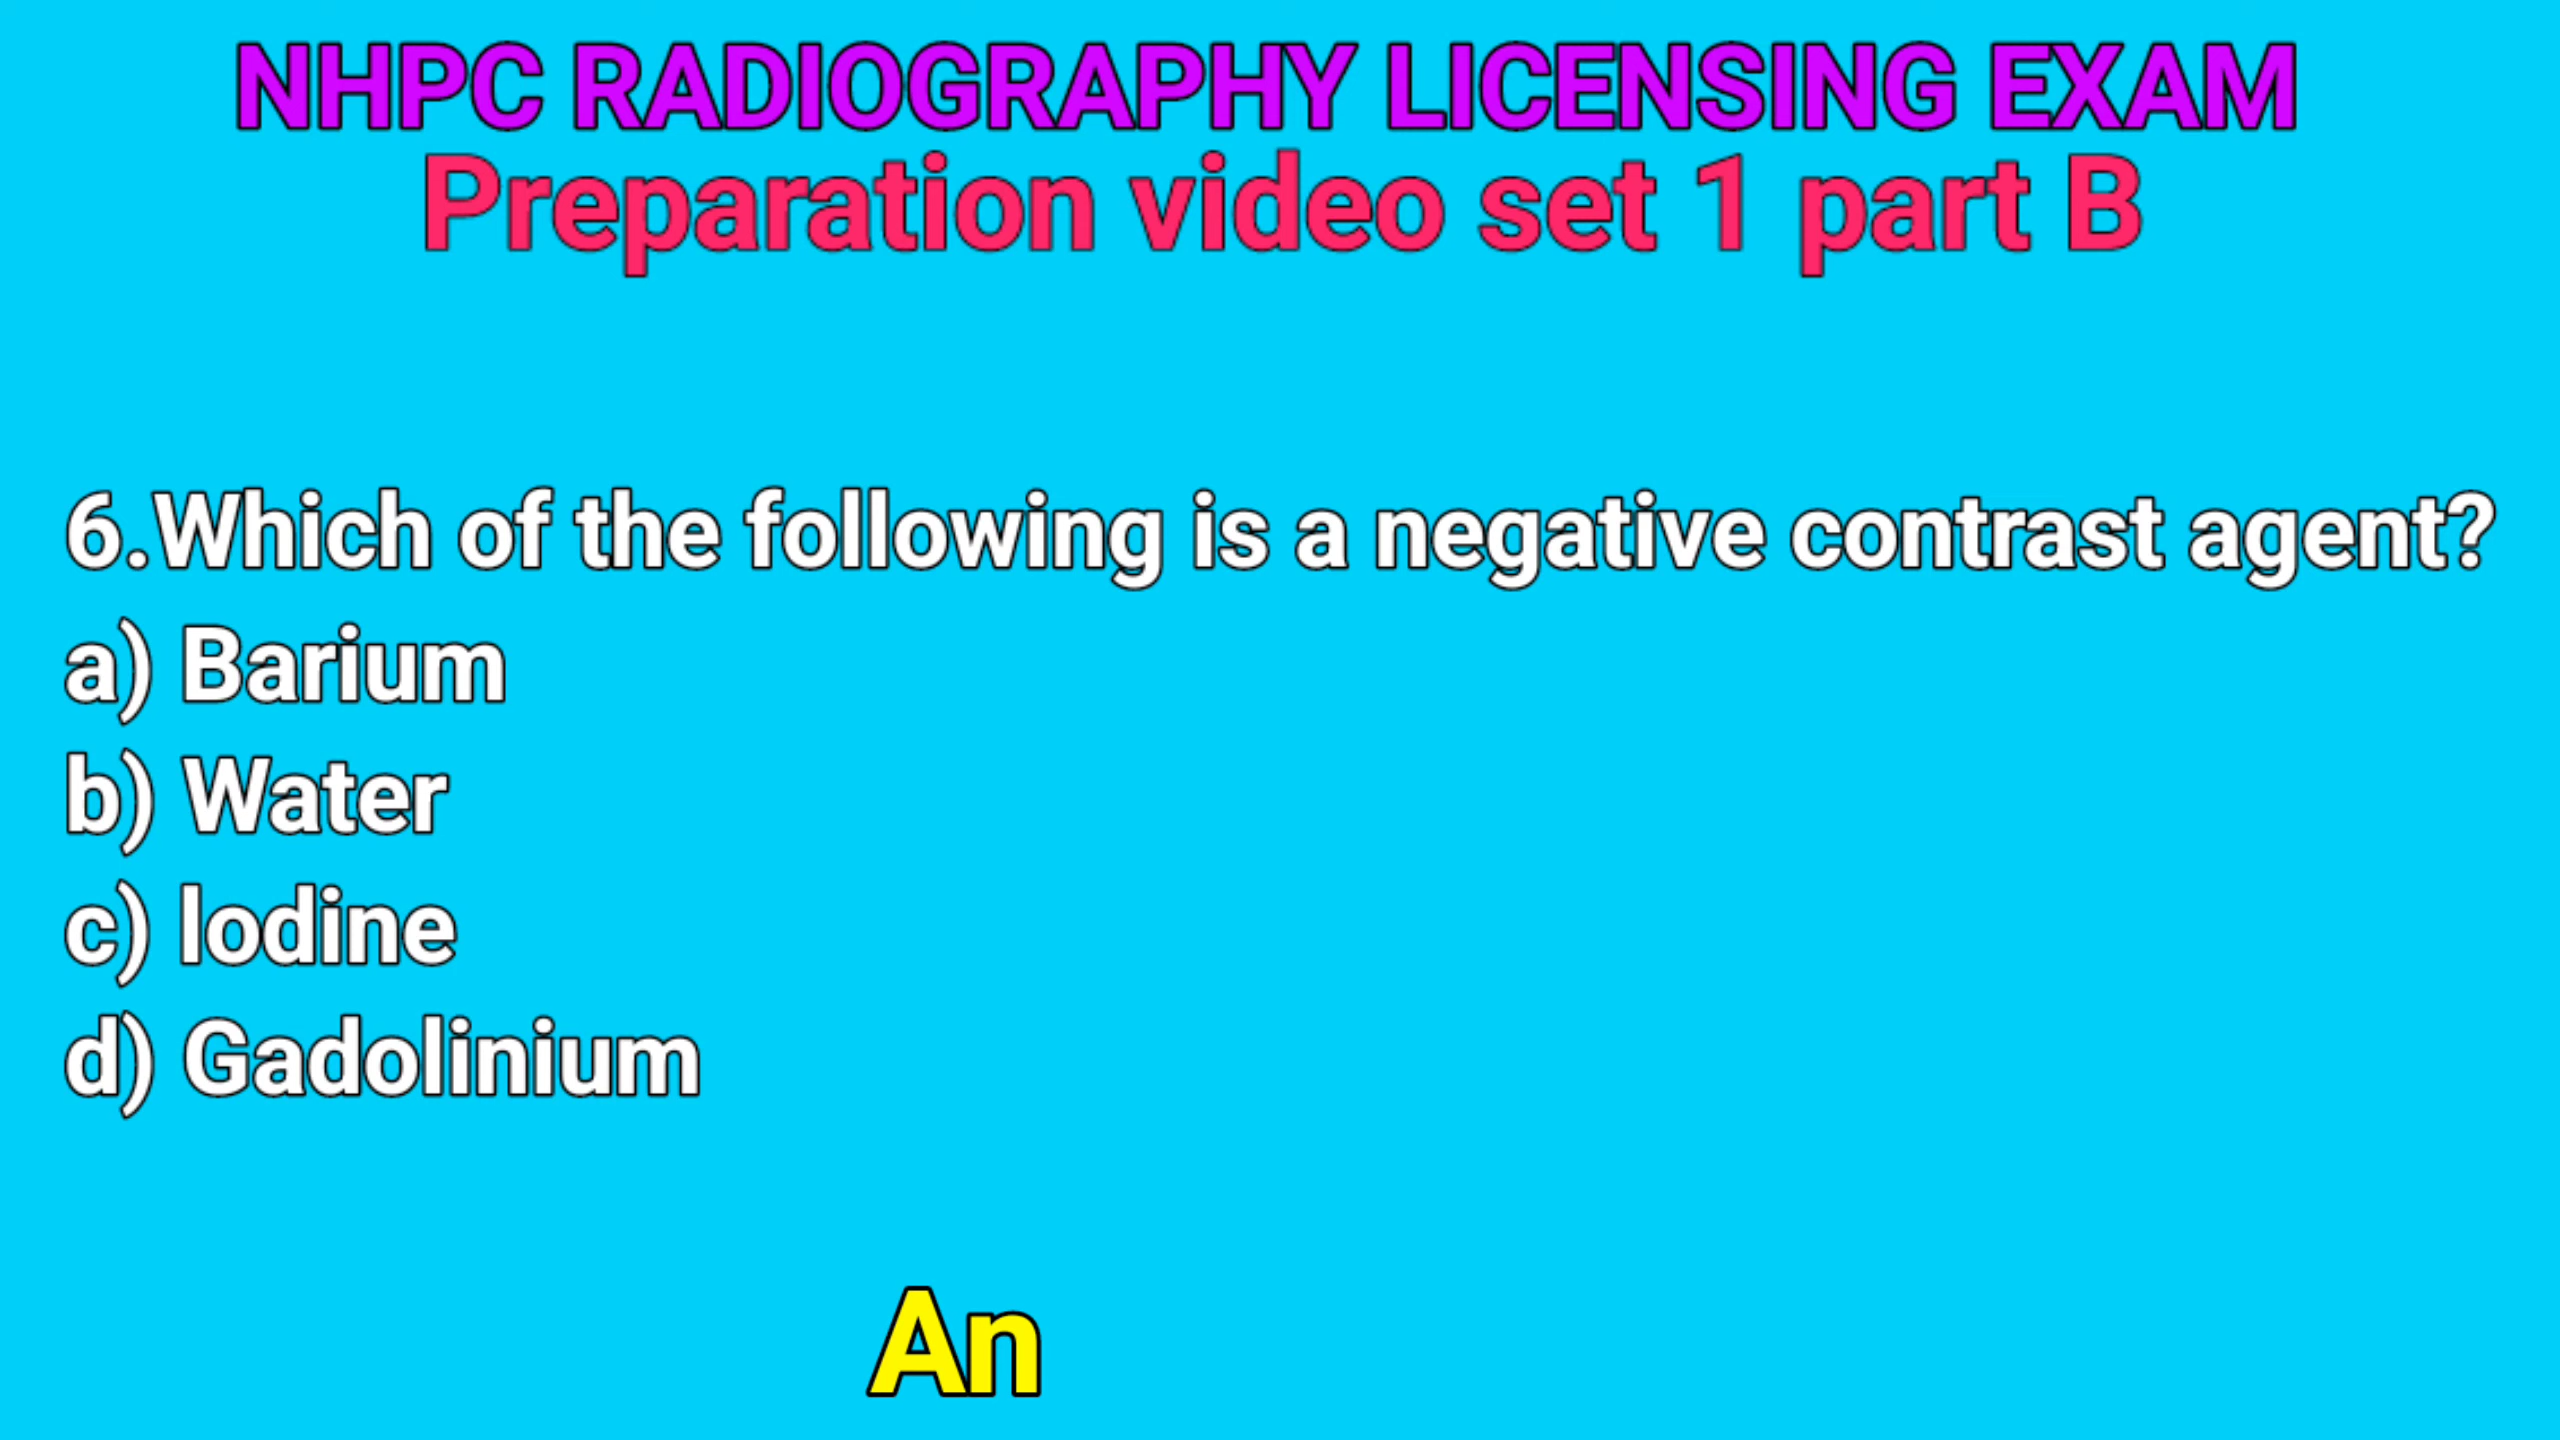 NHPC RADIOGRAPHY LICENSING EXAM
Preparation video set 1 part B
6.Which of the following is a negative contrast agent?
a) Barium
b) Water
c) Iodine
d) Gadolinium
An